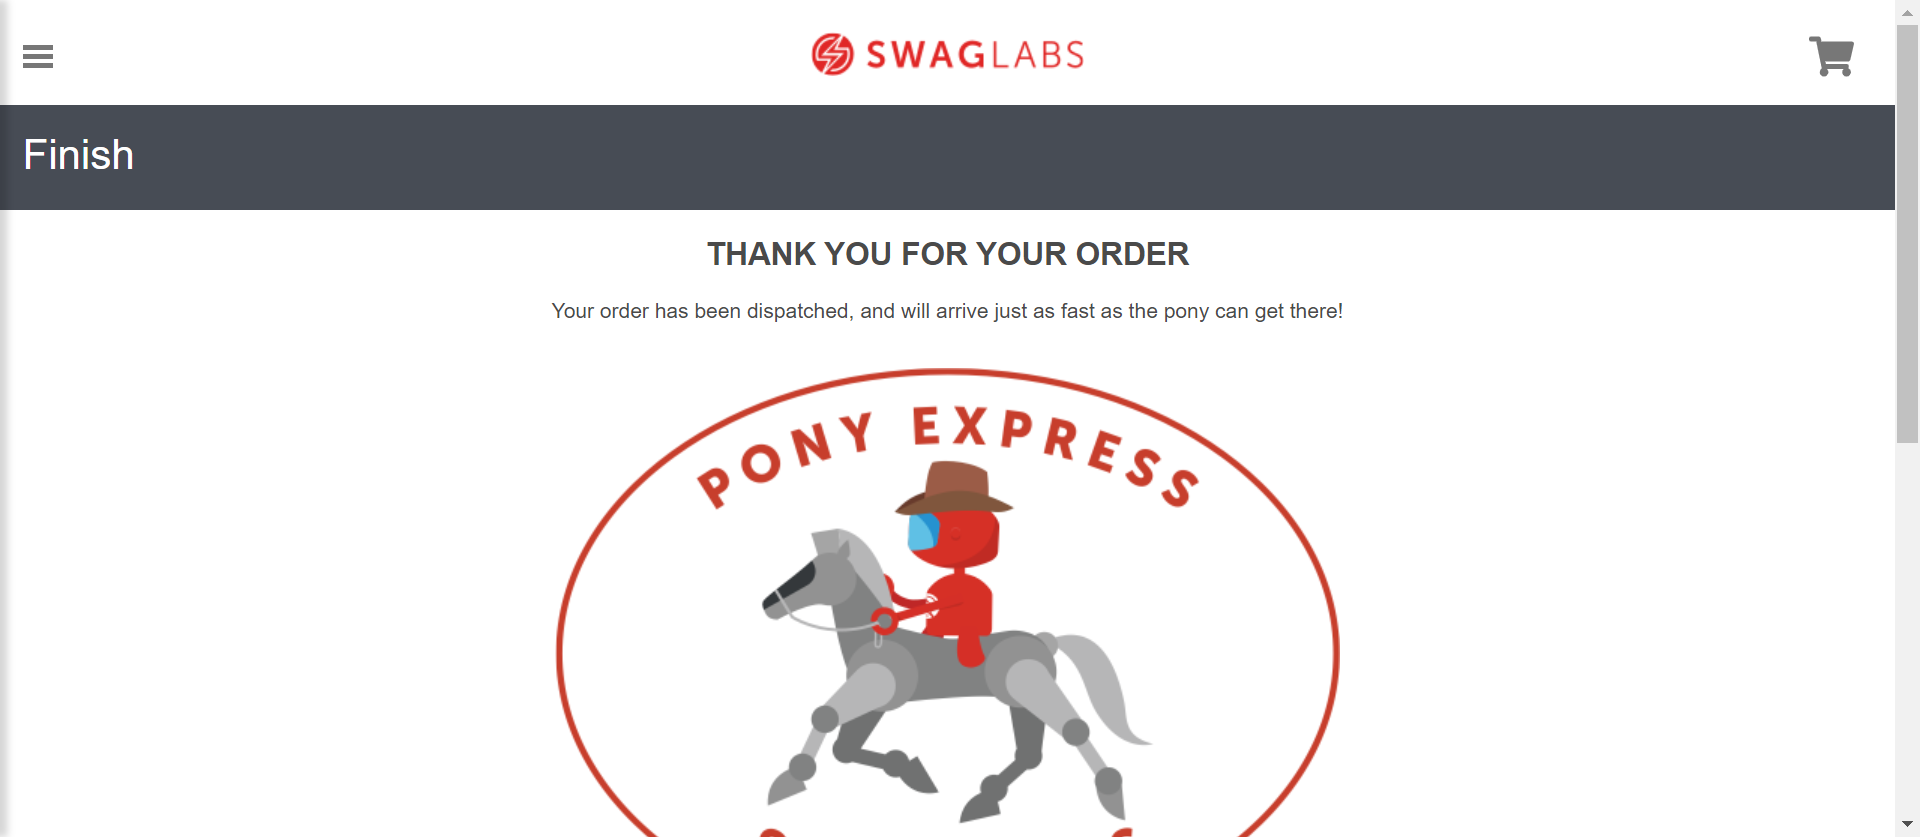 SWAGLABS
Finish
THANK YOU FOR YOUR ORDER
Your order has been dispatched, and will arrive just as fast as the pony can get there!
PONY EXPRESS